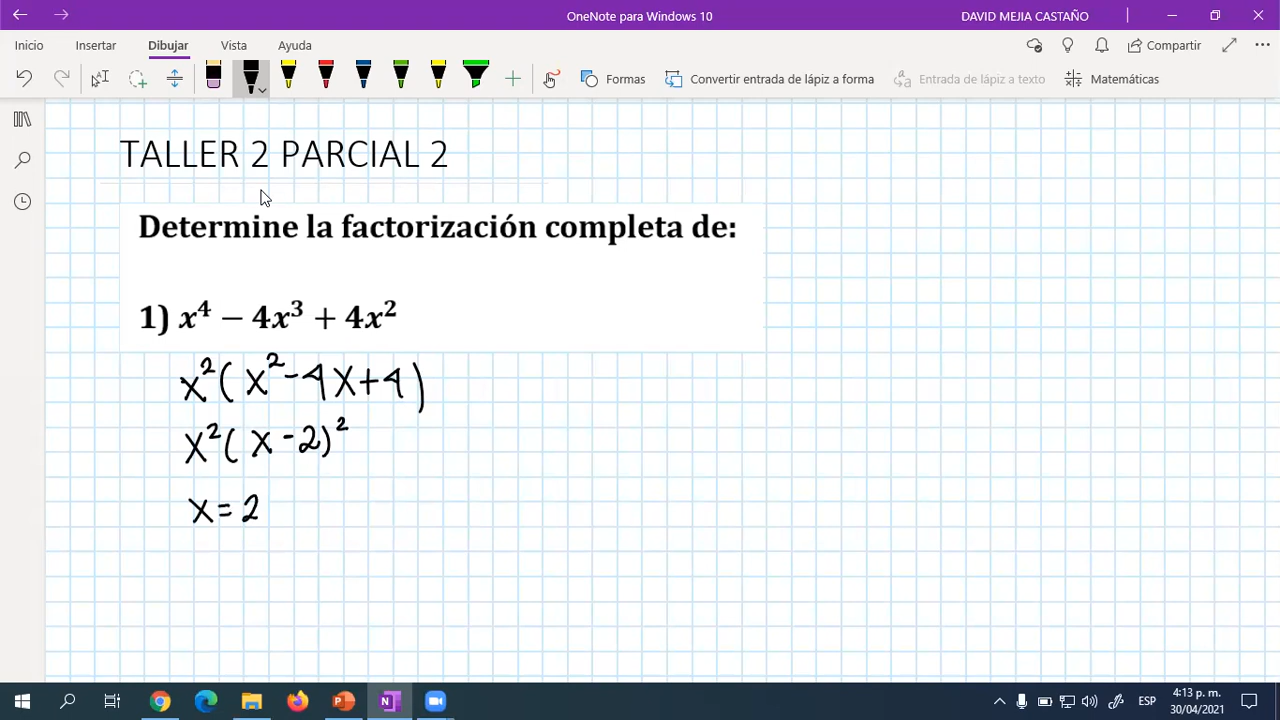 OneNote para Windows 10
DAVID MEJIA CASTAÑO
Inicio Insertar Dibujar Vista Ayuda
Compartir
Formas Convertir entrada de lápiz a forma Entrada de lápiz a texto Matemáticas
TALLER 2 PARCIAL 2
Determine la factorización completa de:
1) x⁴ − 4x³ + 4x²
x²(x²-4x+4)
x²(x-2)²
x=2
ESP
4:13 p. m.
30/04/2021